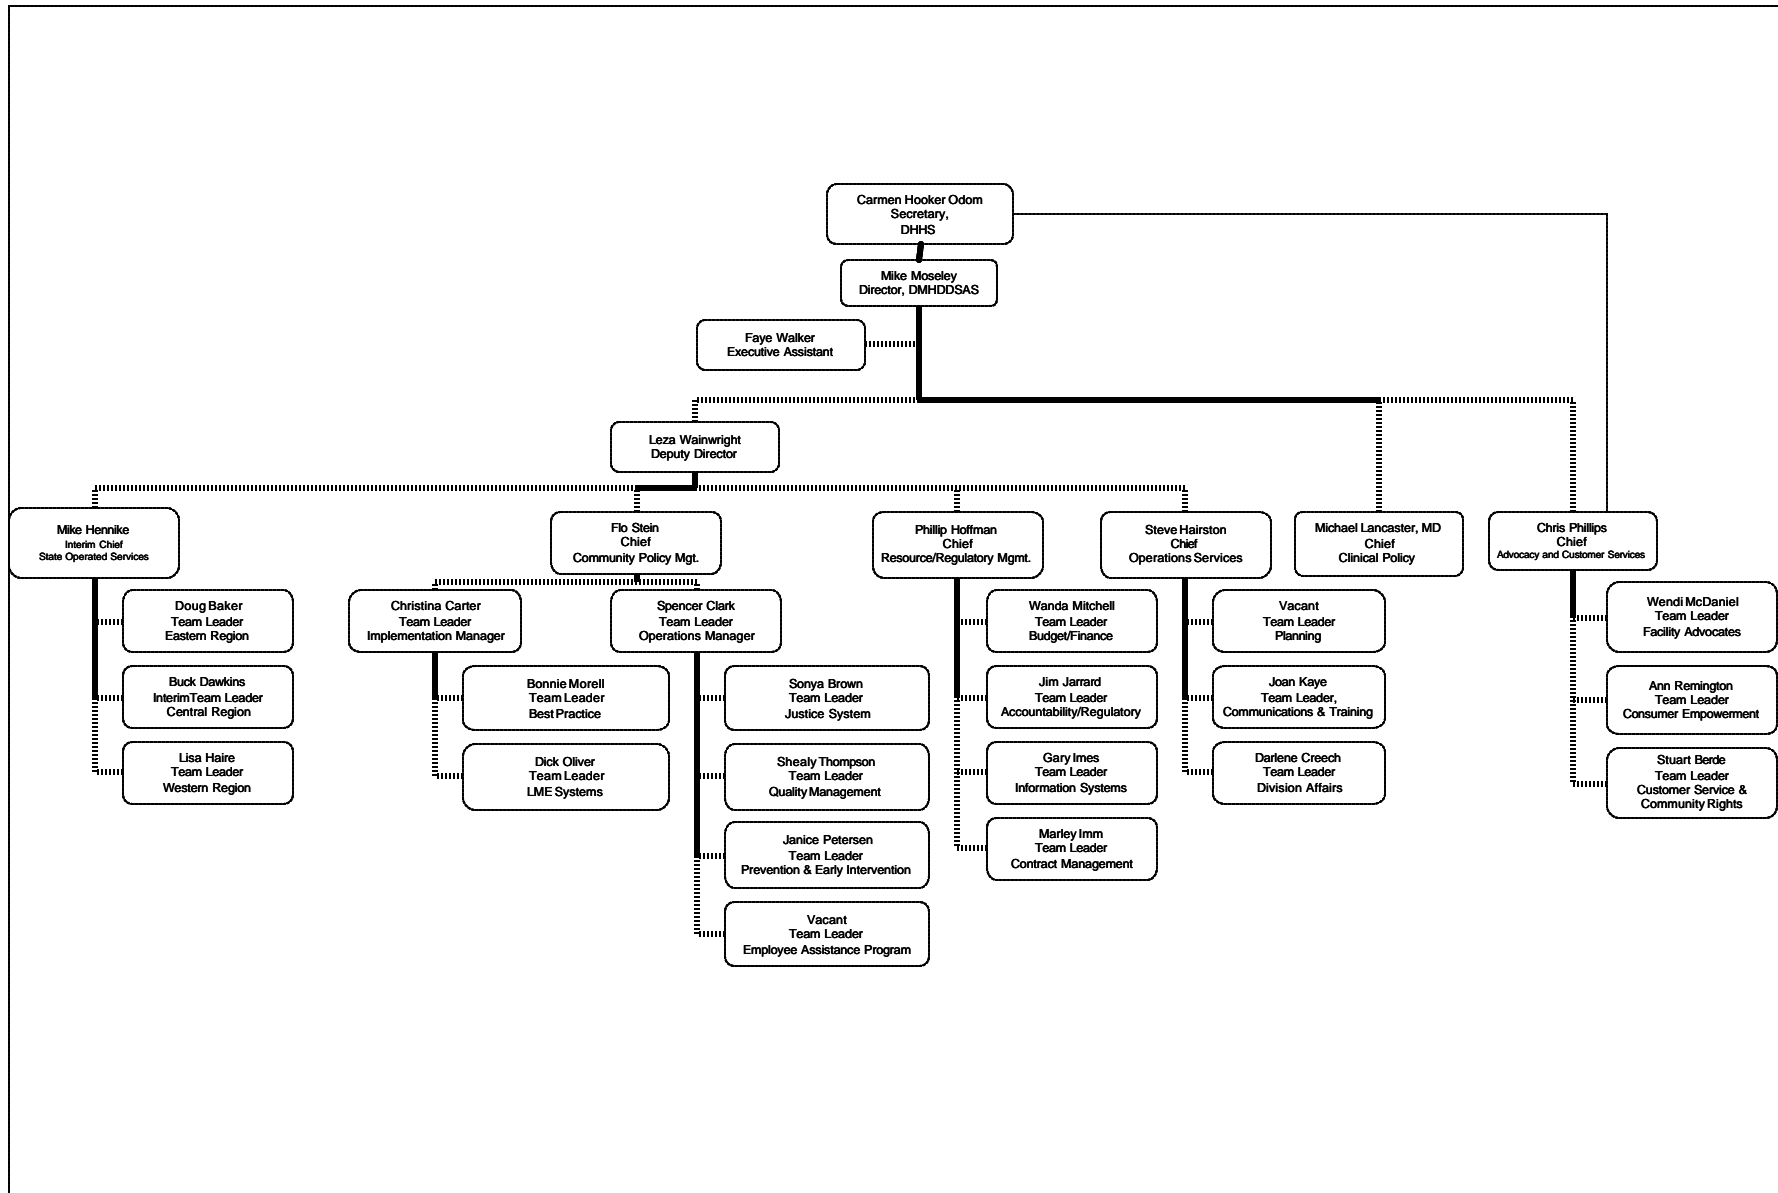 Carmen Hooker Odom
Secretary,
DHHS
Mike Moseley
Director, DMHDDSAS
Faye Walker
Executive Assistant
Leza Wainwright
Deputy Director
Mike Hennike
Interim Chief
State Operated Services
Flo Stein
Chief
Community Policy Mgt.
Phillip Hoffman
Chief
Resource/Regulatory Mgmt.
Steve Hairston
Chief
Operations Services
Michael Lancaster, MD
Chief
Clinical Policy
Chris Phillips
Chief
Advocacy and Customer Services
Doug Baker
Team Leader
Eastern Region
Buck Dawkins
InterimTeam Leader
Central Region
Lisa Haire
Team Leader
Western Region
Christina Carter
Team Leader
Implementation Manager
Bonnie Morell
Team Leader
Best Practice
Dick Oliver
Team Leader
LME Systems
Spencer Clark
Team Leader
Operations Manager
Sonya Brown
Team Leader
Justice System
Shealy Thompson
Team Leader
Quality Management
Janice Petersen
Team Leader
Prevention & Early Intervention
Vacant
Team Leader
Employee Assistance Program
Wanda Mitchell
Team Leader
Budget/Finance
Jim Jarrard
Team Leader
Accountability/Regulatory
Gary Imes
Team Leader
Information Systems
Marley Imm
Team Leader
Contract Management
Vacant
Team Leader
Planning
Joan Kaye
Team Leader,
Communications & Training
Darlene Creech
Team Leader
Division Affairs
Wendi McDaniel
Team Leader
Facility Advocates
Ann Remington
Team Leader
Consumer Empowerment
Stuart Berde
Team Leader
Customer Service &
Community Rights